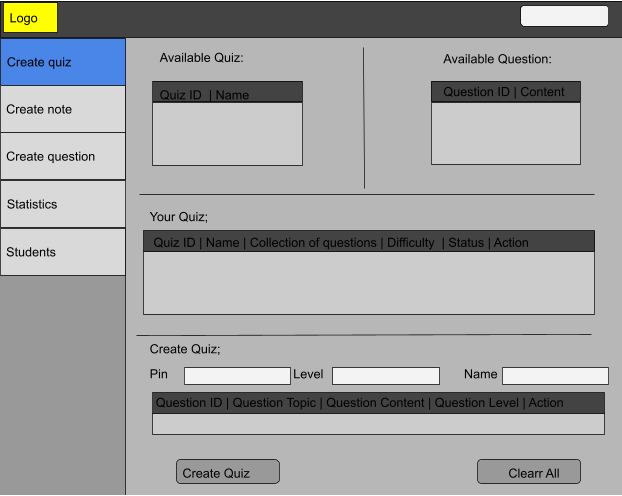 Logo
Create quiz
Create note
Create question
Statistics
Students
Available Quiz:
Quiz ID | Name
Available Question:
Question ID | Content
Your Quiz;
Quiz ID | Name | Collection of questions | Difficulty | Status | Action
Create Quiz;
Pin Level Name
Question ID | Question Topic | Question Content | Question Level | Action
Create Quiz Clearr All